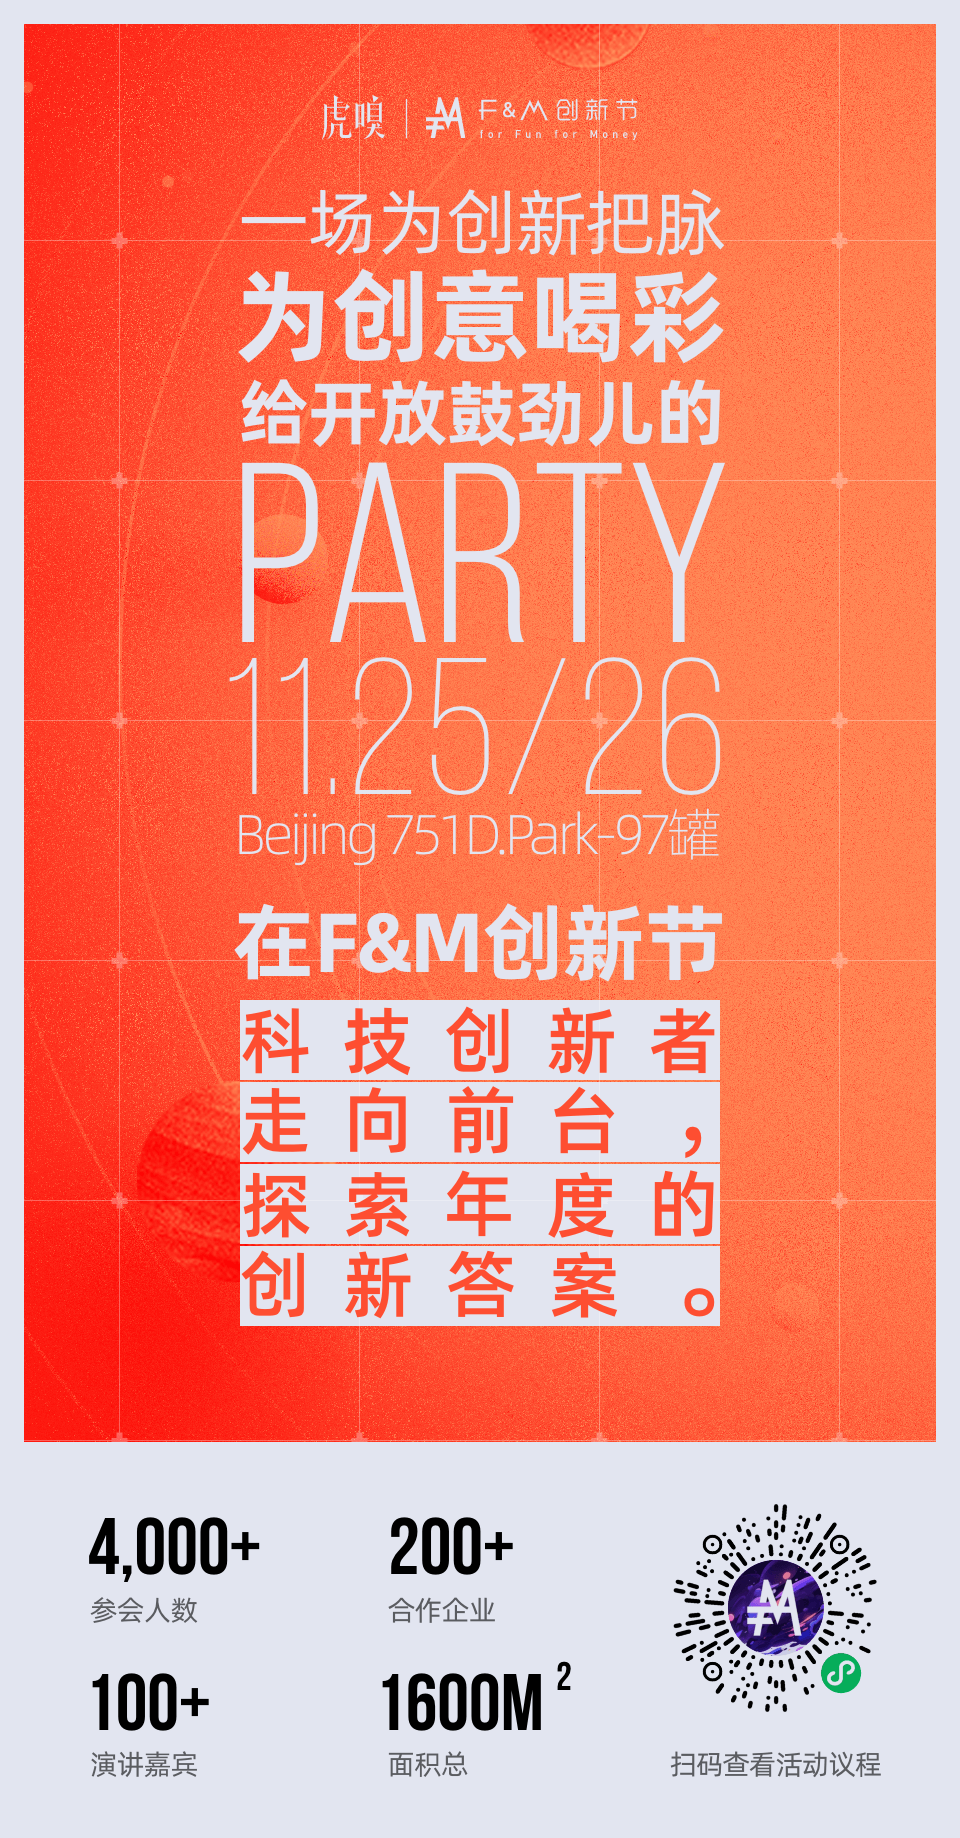 虎嗅 | F&M创新节
for Fun for Money
一场为创新把脉
为创意喝彩
给开放鼓劲儿的
PARTY
11.25/26
Beijing 751D.Park-97罐
在F&M创新节
科技创新者
走向前台，
探索年度的
创新答案。
4,000+
参会人数
200+
合作企业
100+
演讲嘉宾
1600M²
面积总
扫码查看活动议程